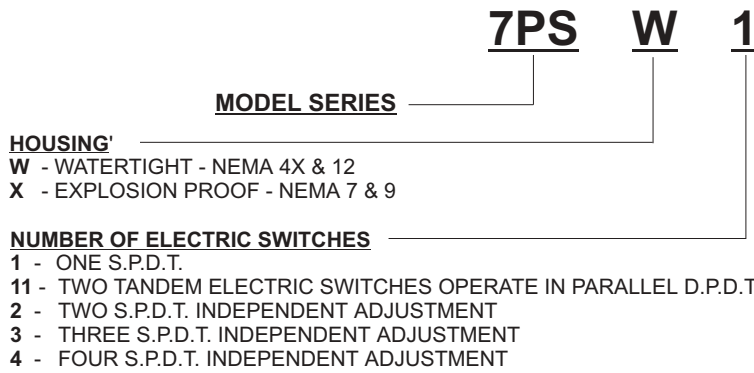 7PS W 1
MODEL SERIES
HOUSING'
W - WATERTIGHT - NEMA 4X & 12
X - EXPLOSION PROOF - NEMA 7 & 9
NUMBER OF ELECTRIC SWITCHES
1 - ONE S.P.D.T.
11 - TWO TANDEM ELECTRIC SWITCHES OPERATE IN PARALLEL D.P.D.T
2 - TWO S.P.D.T. INDEPENDENT ADJUSTMENT
3 - THREE S.P.D.T. INDEPENDENT ADJUSTMENT
4 - FOUR S.P.D.T. INDEPENDENT ADJUSTMENT